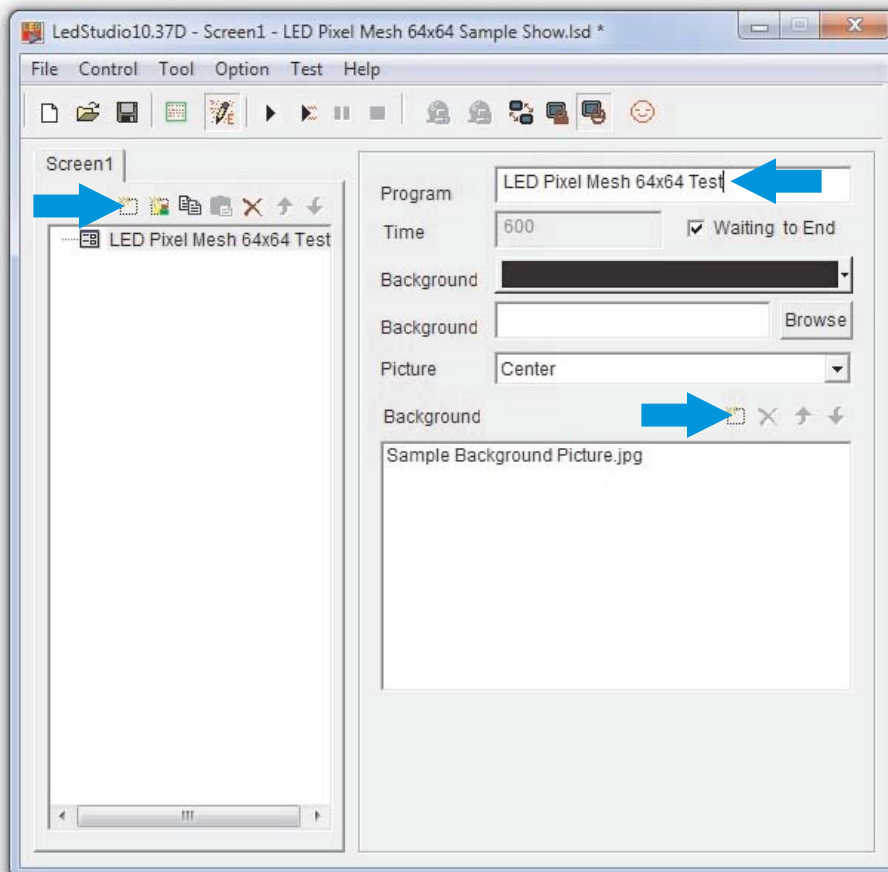 LedStudio10.37D - Screen1 - LED Pixel Mesh 64x64 Sample Show.lsd *
File Control Tool Option Test Help
Screen1
LED Pixel Mesh 64x64 Test
Program LED Pixel Mesh 64x64 Test
Time 600 Waiting to End
Background
Background Browse
Picture Center
Background
Sample Background Picture.jpg